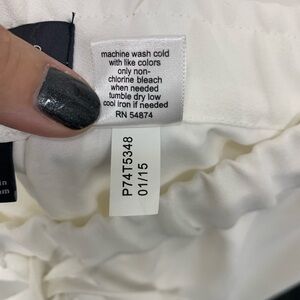 machine wash cold
with like colors
only non-
chlorine bleach
when needed
tumble dry low
cool iron if needed
RN 54874
P74T5348
01/15